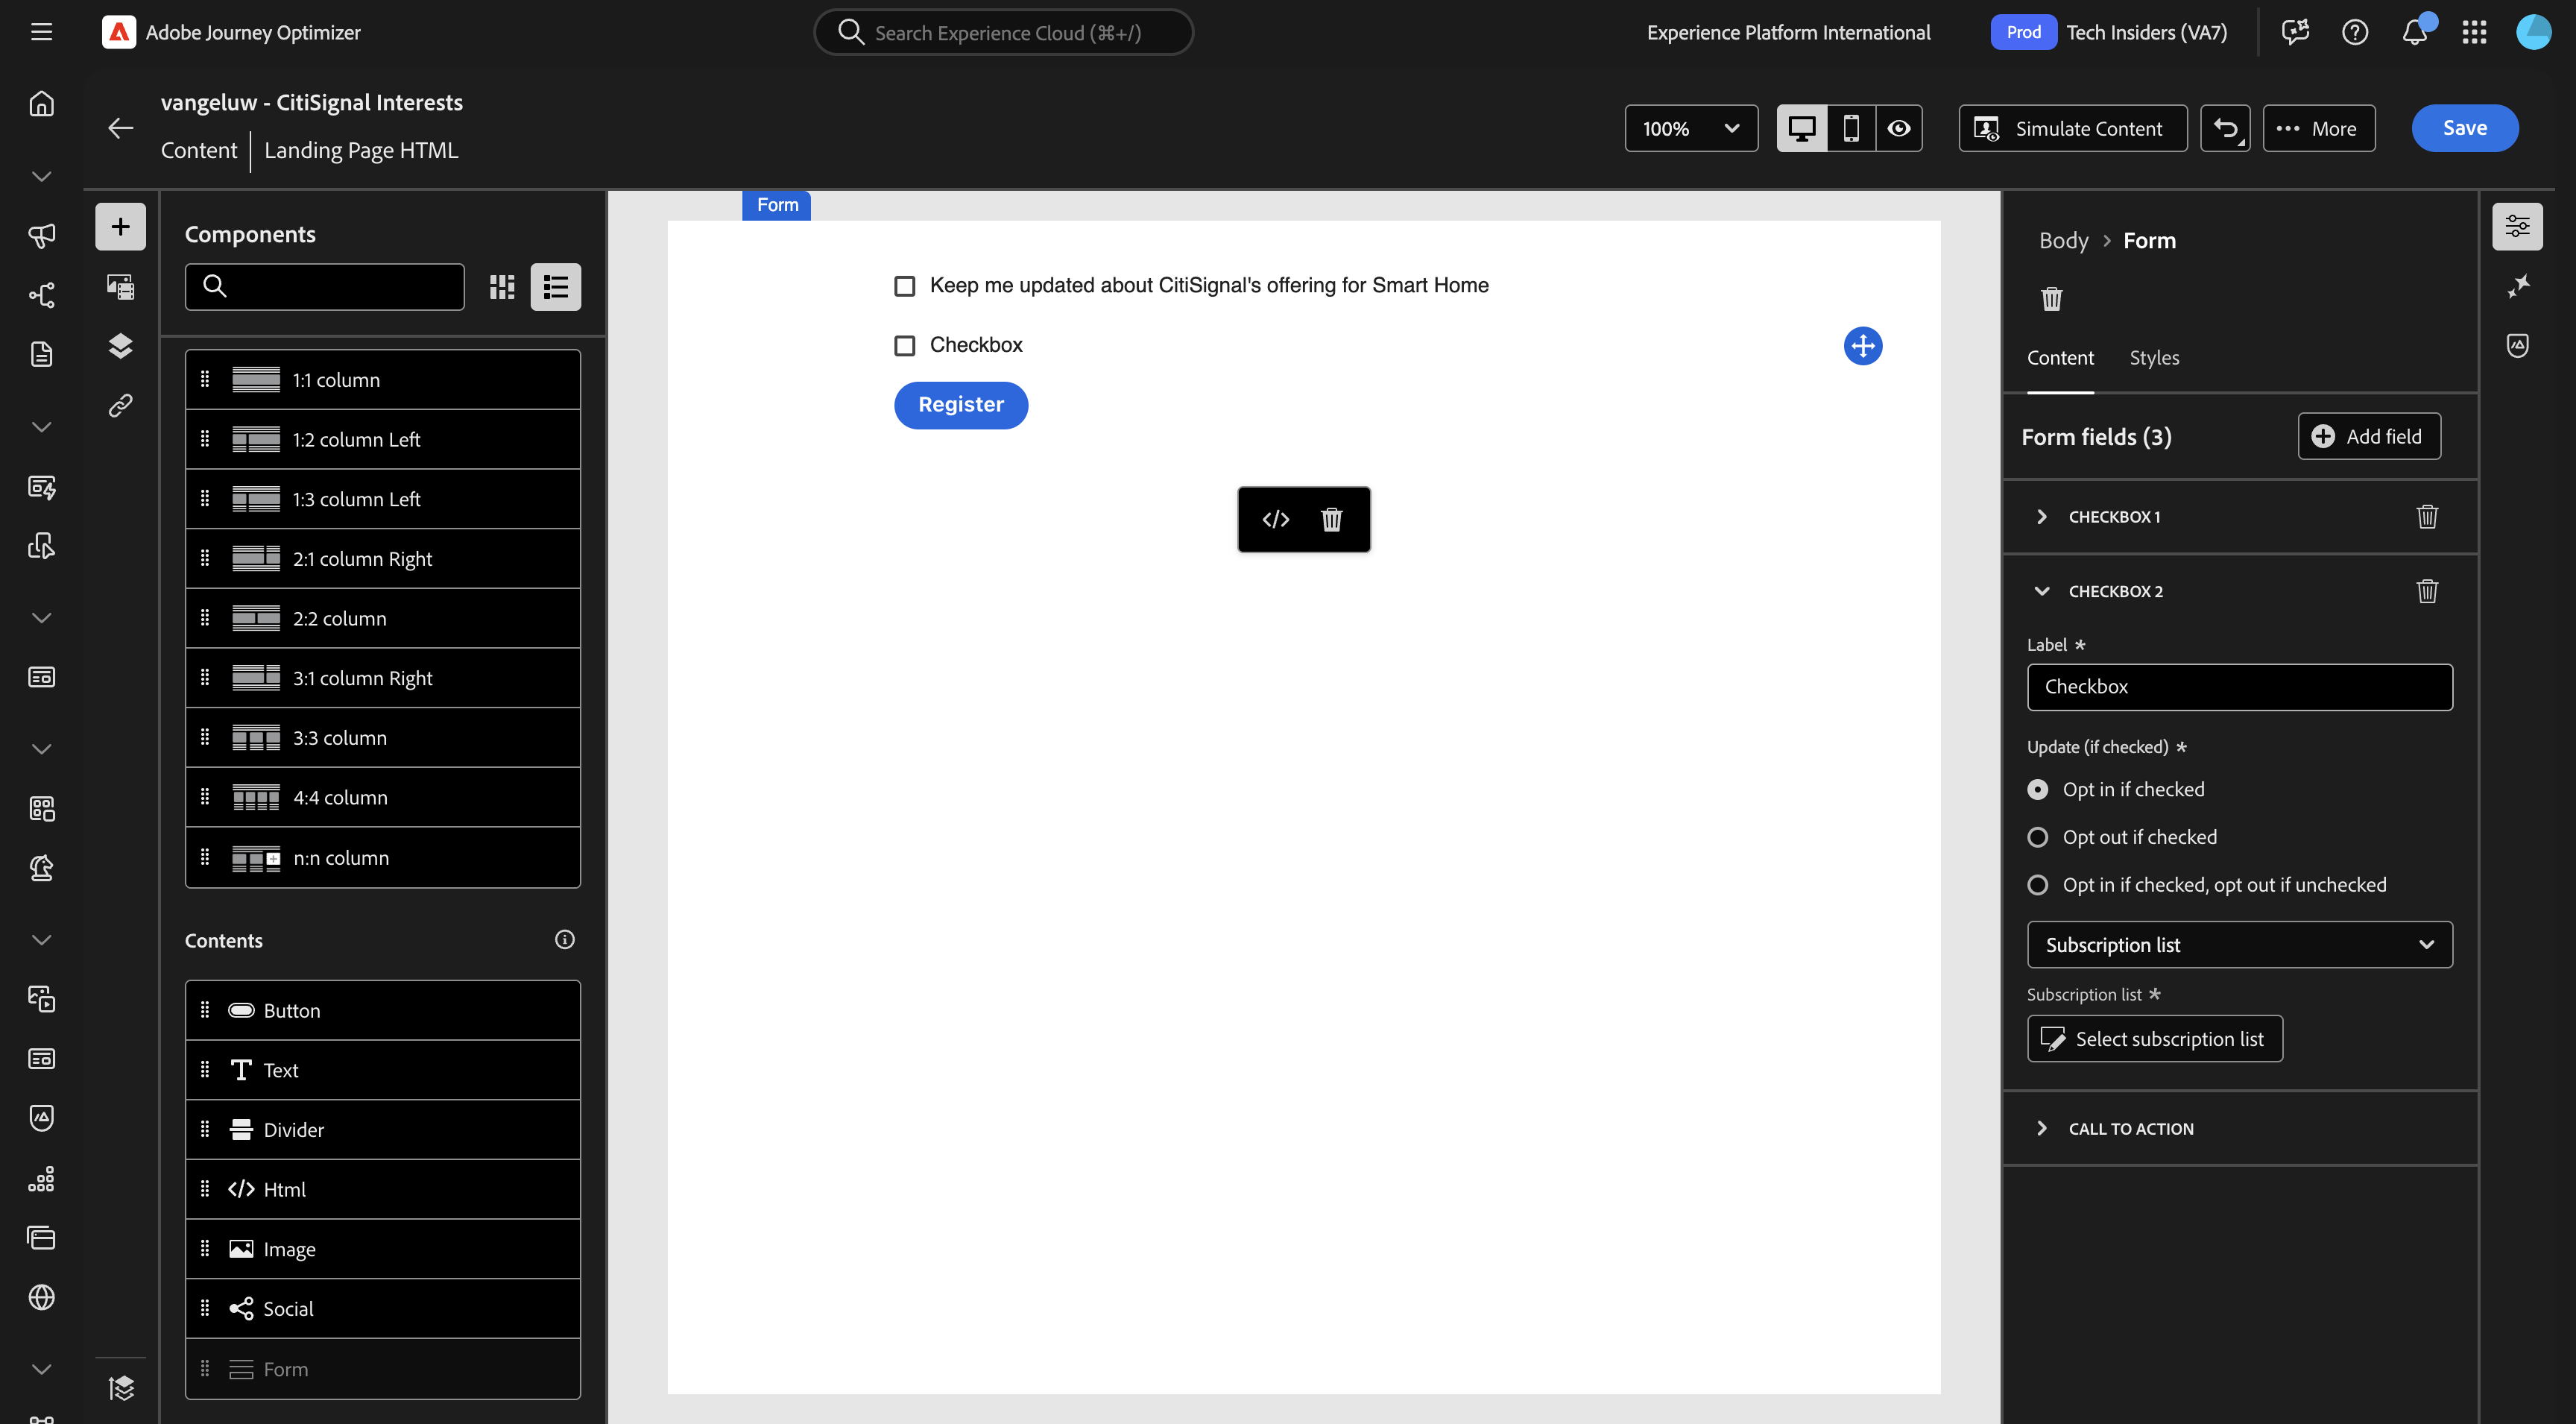 Adobe Journey Optimizer
Search Experience Cloud (⌘+/)
Experience Platform International
Prod
Tech Insiders (VA7)
vangeluw - CitiSignal Interests
Content
Landing Page HTML
100%
Simulate Content
More
Save
Components
1:1 column
1:2 column Left
1:3 column Left
2:1 column Right
2:2 column
3:1 column Right
3:3 column
4:4 column
n:n column
Contents
Button
Text
Divider
Html
Image
Social
Form
Form
Keep me updated about CitiSignal's offering for Smart Home
Checkbox
Register
Body
Form
Content
Styles
Form fields (3)
Add field
CHECKBOX 1
CHECKBOX 2
Label *
Checkbox
Update (if checked) *
Opt in if checked
Opt out if checked
Opt in if checked, opt out if unchecked
Subscription list
Subscription list *
Select subscription list
CALL TO ACTION